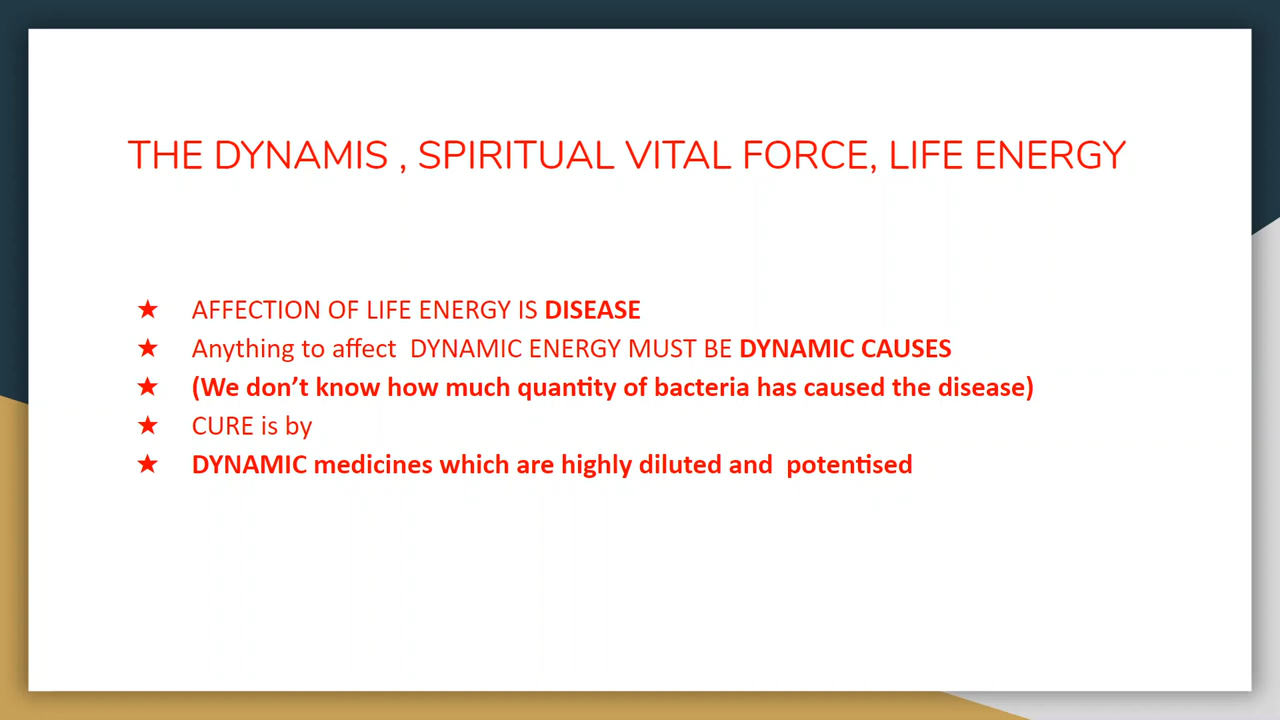 THE DYNAMIS , SPIRITUAL VITAL FORCE, LIFE ENERGY
★ AFFECTION OF LIFE ENERGY IS DISEASE
★ Anything to affect DYNAMIC ENERGY MUST BE DYNAMIC CAUSES
★ (We don’t know how much quantity of bacteria has caused the disease)
★ CURE is by
★ DYNAMIC medicines which are highly diluted and potentised